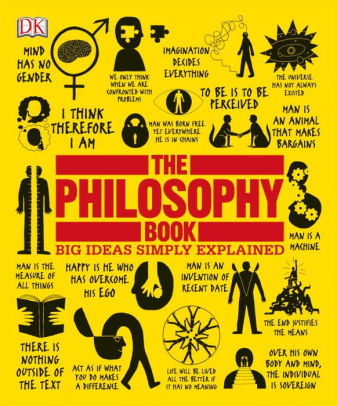 DK
MIND
HAS NO
GENDER
WE ONLY THINK
WHEN WE ARE
CONFRONTED WITH
PROBLEMS
IMAGINATION
DECIDES
EVERYTHING
THE UNIVERSE
HAS NOT ALWAYS
EXISTED
I THINK
THEREFORE
I AM
MAN WAS BORN FREE
YET EVERYWHERE
HE IS IN CHAINS
TO BE IS TO BE
PERCEIVED
MAN IS
AN ANIMAL
THAT MAKES
BARGAINS
THE
PHILOSOPHY
BOOK
BIG IDEAS SIMPLY EXPLAINED
MAN IS A
MACHINE
MAN IS THE
MEASURE OF
ALL THINGS
HAPPY IS HE WHO
HAS OVERCOME
HIS EGO
MAN IS AN
INVENTION OF
RECENT DATE
THE END JUSTIFIES
THE MEANS
THERE IS
NOTHING
OUTSIDE OF
THE TEXT
ACT AS IF WHAT
YOU DO MAKES
A DIFFERENCE.
LIFE WILL BE LIVED
ALL THE BETTER IF
IT HAS NO MEANING
OVER HIS OWN
BODY AND MIND,
THE INDIVIDUAL
IS SOVEREIGN